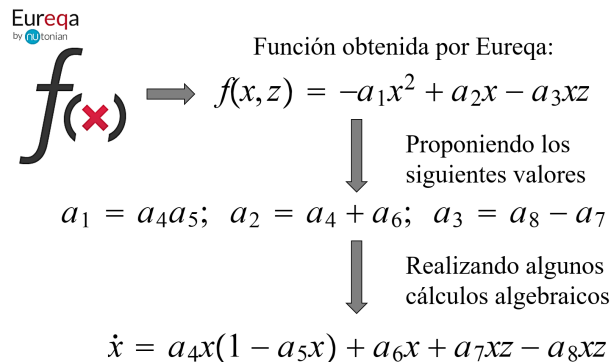 Eureqa
by nutonian
f(x)
Función obtenida por Eureqa:
f(x, z) = −a₁x² + a₂x − a₃xz
Proponiendo los
siguientes valores
a₁ = a₄a₅; a₂ = a₄ + a₆; a₃ = a₈ − a₇
Realizando algunos
cálculos algebraicos
ẋ = a₄x(1 − a₅x) + a₆x + a₇xz − a₈xz